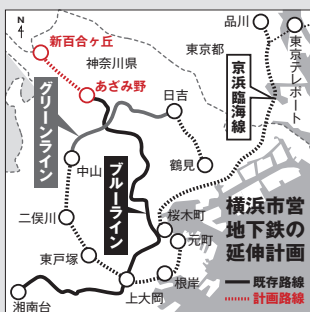 N
品川
新百合ヶ丘
東京都
神奈川県
東京テレポート
京浜臨海線
あざみ野
日吉
グリーンライン
中山
鶴見
ブルーライン
横浜市営
地下鉄の
延伸計画
桜木町
二俣川
元町
東戸塚
根岸
既存路線
計画路線
上大岡
湘南台